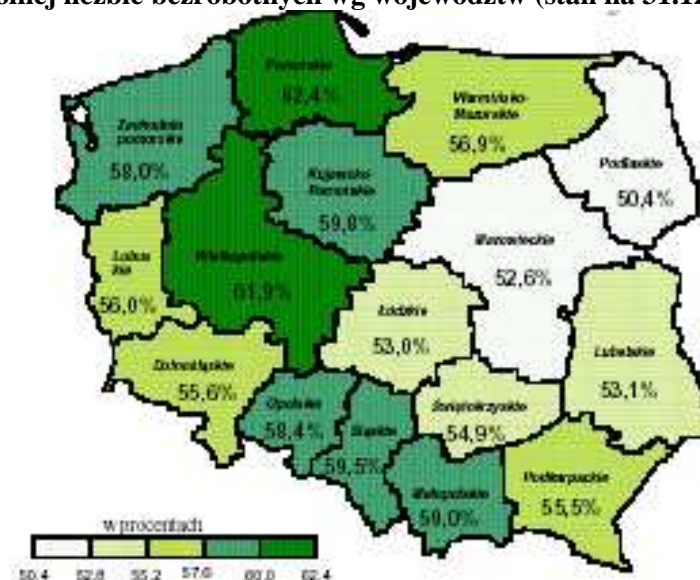 liczbie bezrobotnych wg województw (stan na 31.12
Pomorskie
62,4%
Warmińsko-
Mazurskie
56,9%
Zachodnio
pomorskie
58,0%
Podlaskie
50,4%
Kujawsko-
Pomorskie
59,8%
Mazowieckie
52,6%
Lubus
kie
56,0%
Wielkopolskie
61,9%
Łódzkie
53,0%
Lubelskie
53,1%
Dolnośląskie
55,6%
Opolskie
58,4%
Śląskie
59,5%
Świętokrzyskie
54,9%
Małopolskie
59,0%
Podkarpackie
55,5%
w procentach
50.4 52.8 55.2 57.6 60.0 62.4